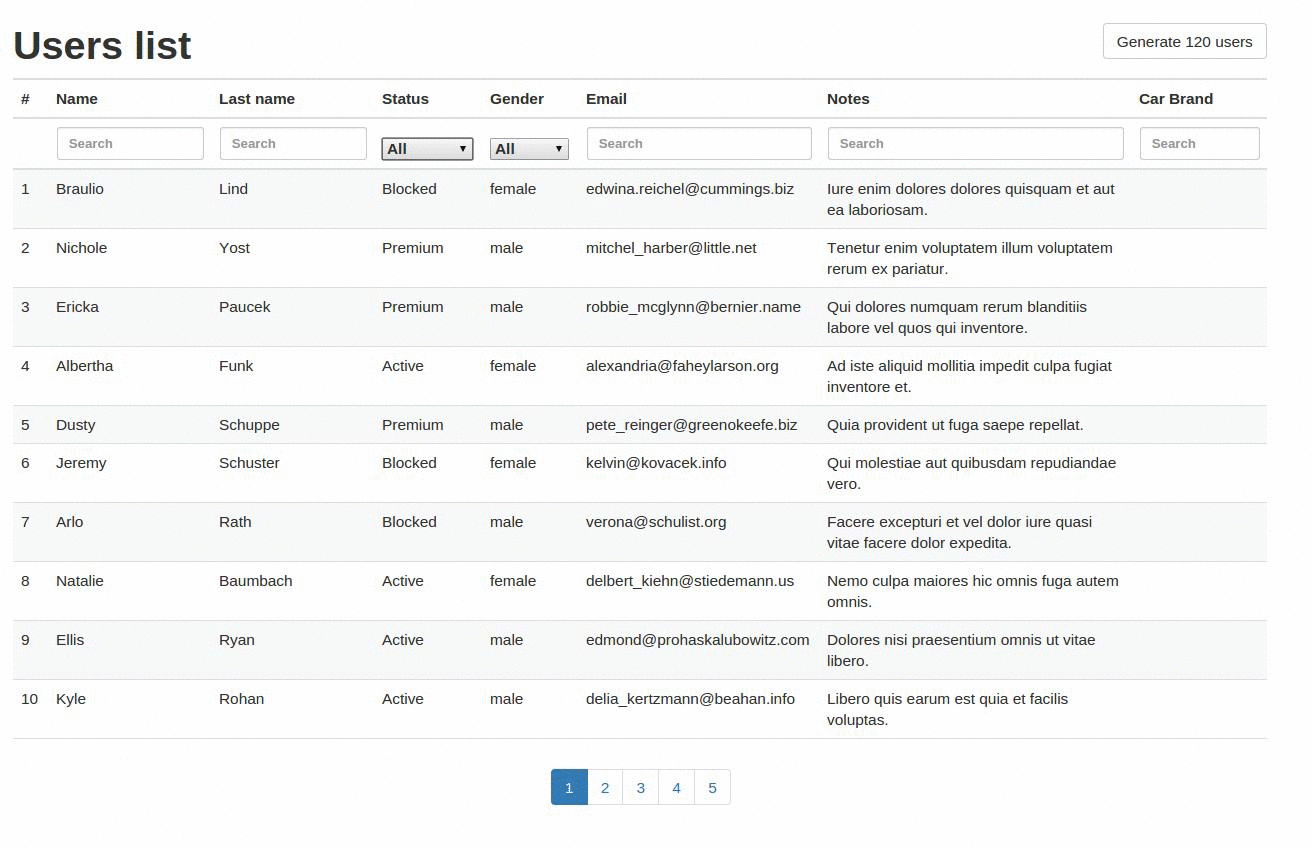 Users list
Generate 120 users
# Name Last name Status Gender Email Notes Car Brand
Search Search All All Search Search Search
1 Braulio Lind Blocked female edwina.reichel@cummings.biz Iure enim dolores dolores quisquam et aut
ea laboriosam.
2 Nichole Yost Premium male mitchel_harber@little.net Tenetur enim voluptatem illum voluptatem
rerum ex pariatur.
3 Ericka Paucek Premium male robbie_mcglynn@bernier.name Qui dolores numquam rerum blanditiis
labore vel quos qui inventore.
4 Albertha Funk Active female alexandria@faheylarson.org Ad iste aliquid mollitia impedit culpa fugiat
inventore et.
5 Dusty Schuppe Premium male pete_reinger@greenokeefe.biz Quia provident ut fuga saepe repellat.
6 Jeremy Schuster Blocked female kelvin@kovacek.info Qui molestiae aut quibusdam repudiandae
vero.
7 Arlo Rath Blocked male verona@schulist.org Facere excepturi et vel dolor iure quasi
vitae facere dolor expedita.
8 Natalie Baumbach Active female delbert_kiehn@stiedemann.us Nemo culpa maiores hic omnis fuga autem
omnis.
9 Ellis Ryan Active male edmond@prohaskalubowitz.com Dolores nisi praesentium omnis ut vitae
libero.
10 Kyle Rohan Active male delia_kertzmann@beahan.info Libero quis earum est quia et facilis
voluptas.
1 2 3 4 5